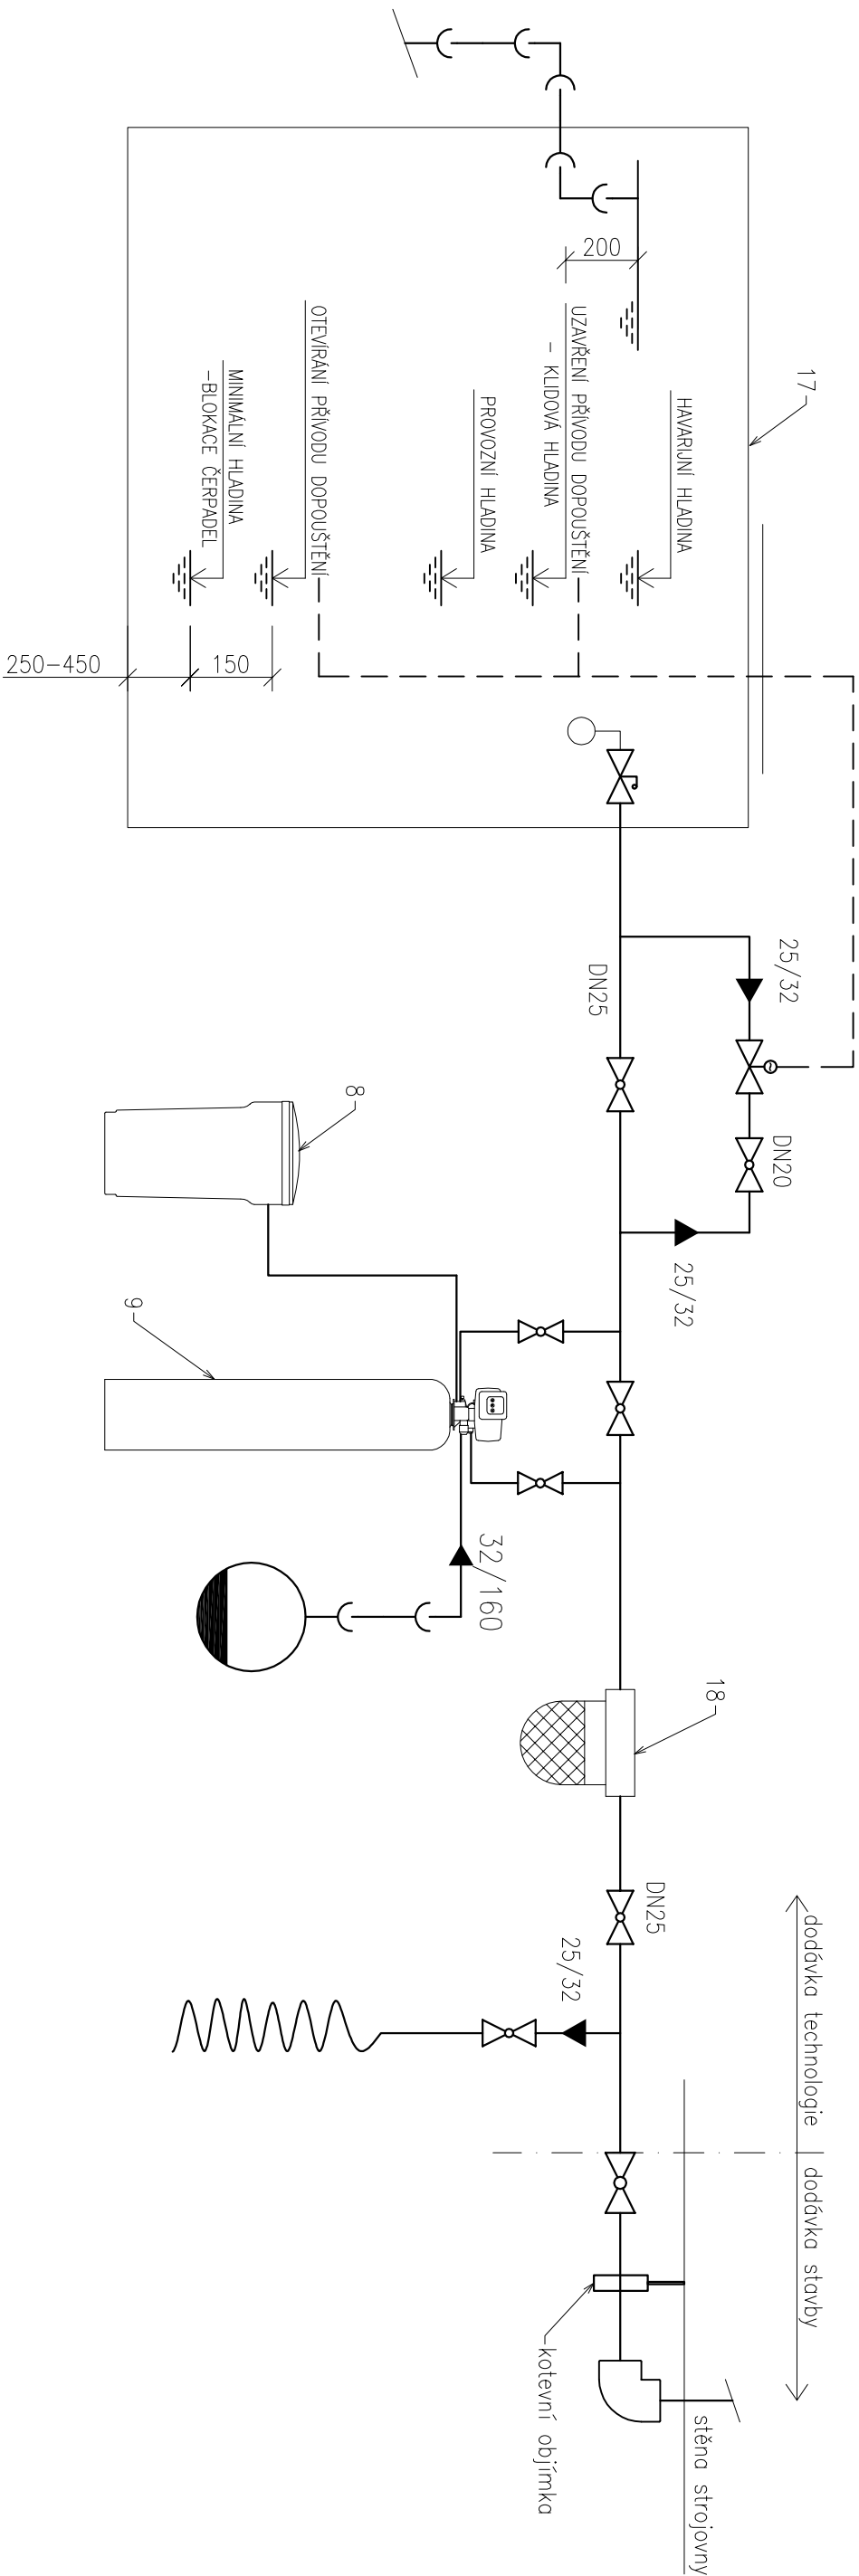 17
200
HAVARIJNÍ HLADINA
UZAVŘENÍ PŘÍVODU DOPOUŠTĚNÍ
- KLIDOVÁ HLADINA
PROVOZNÍ HLADINA
OTEVÍRÁNÍ PŘÍVODU DOPOUŠTĚNÍ
MINIMÁLNÍ HLADINA
-BLOKACE ČERPADEL
150
250-450
25/32
DN25
DN20
25/32
8
9
32/160
18
DN25
25/32
dodávka technologie
dodávka stavby
kotevní objímka
stěna strojovny